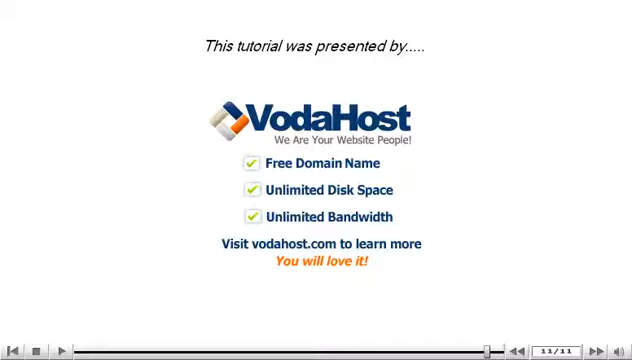 This tutorial was presented by.....
VodaHost
We Are Your Website People!
Free Domain Name
Unlimited Disk Space
Unlimited Bandwidth
Visit vodahost.com to learn more
You will love it!
11/11